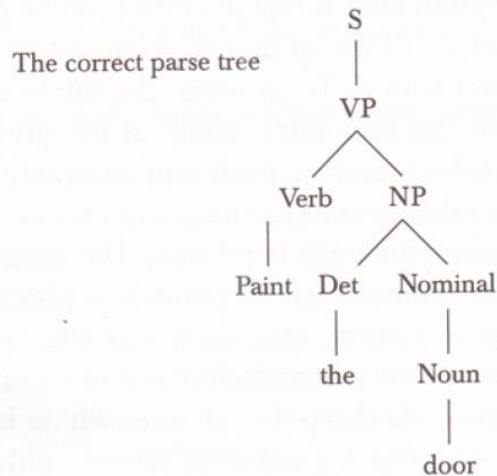 S
The correct parse tree
VP
Verb NP
Paint Det Nominal
the Noun
door